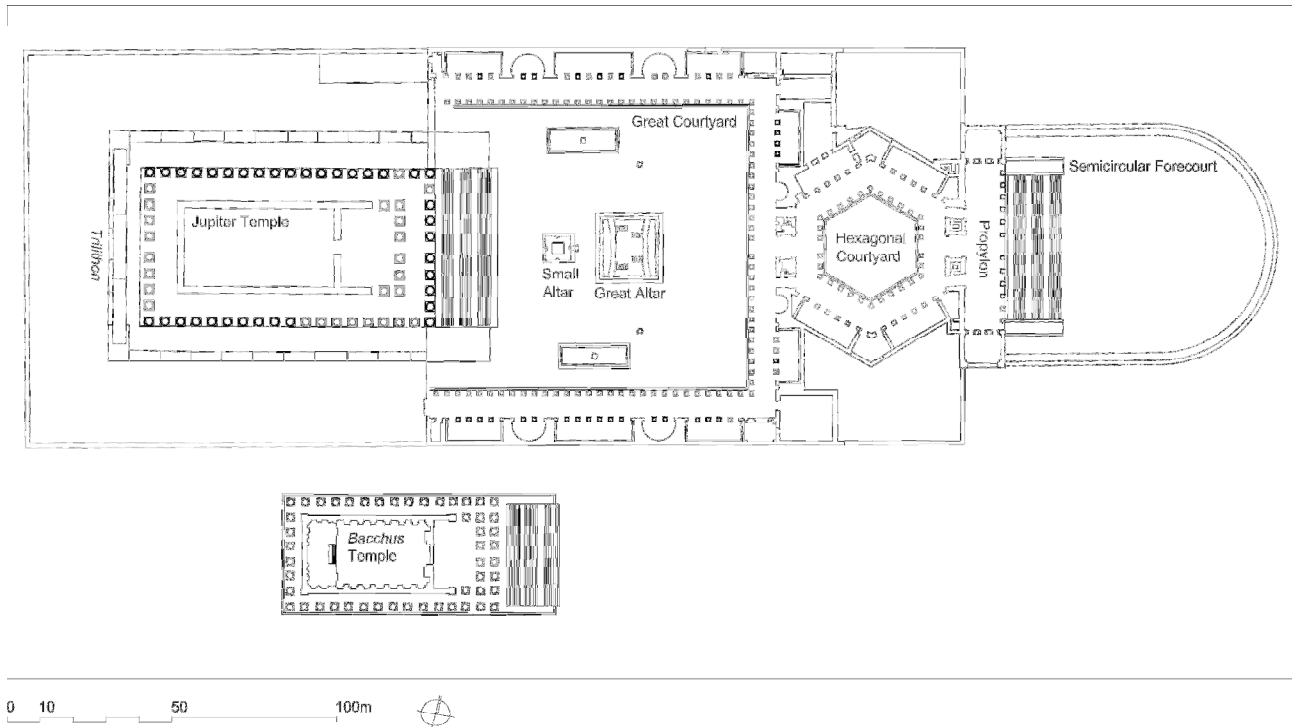 Great Courtyard
Semicircular Forecourt
Jupiter Temple
Trilithon
Hexagonal
Courtyard
Propylon
Small
Altar
Great Altar
Bacchus
Temple
0 10 50 100m